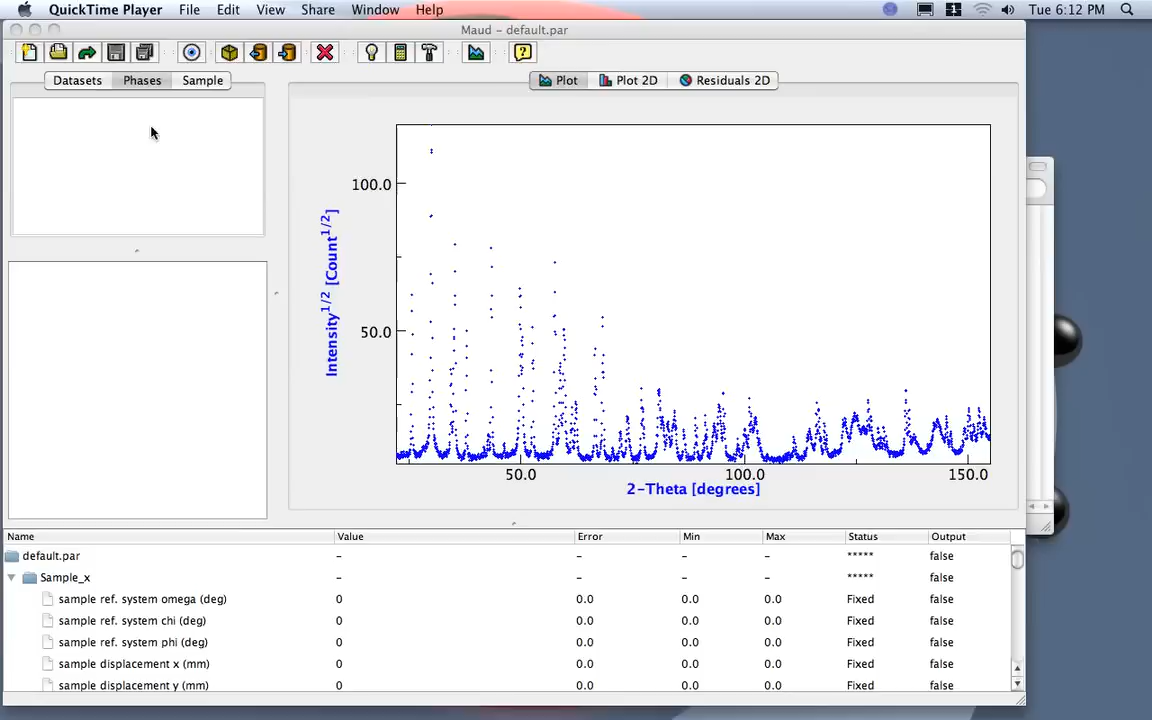 QuickTime Player File Edit View Share Window Help 1 Tue 6:12 PM
Maud - default.par
Datasets Phases Sample
Plot Plot 2D Residuals 2D
100.0
50.0
Intensity1/2 [Count1/2]
50.0 100.0 150.0
2-Theta [degrees]
Name Value Error Min Max Status Output
default.par - - - - ***** false
Sample_x - - - - ***** false
sample ref. system omega (deg) 0 0.0 0.0 0.0 Fixed false
sample ref. system chi (deg) 0 0.0 0.0 0.0 Fixed false
sample ref. system phi (deg) 0 0.0 0.0 0.0 Fixed false
sample displacement x (mm) 0 0.0 0.0 0.0 Fixed false
sample displacement y (mm) 0 0.0 0.0 0.0 Fixed false